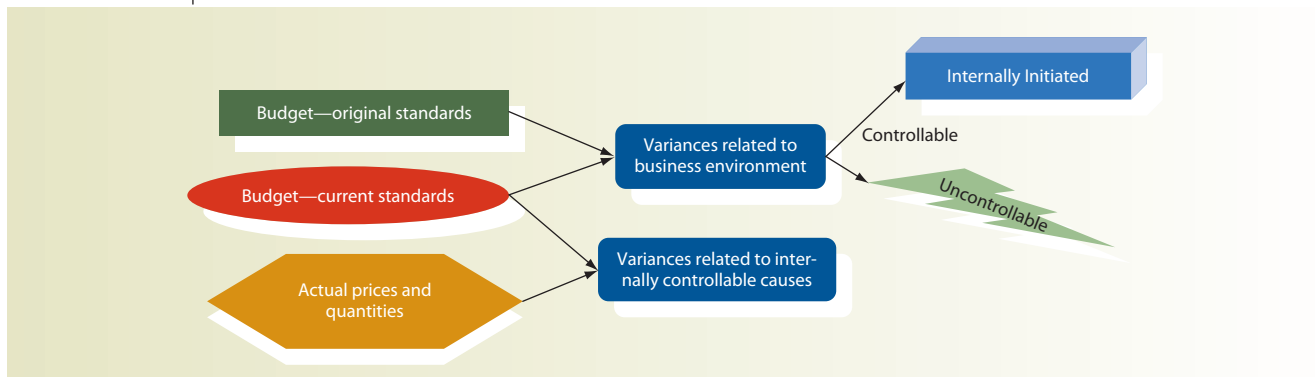 Budget—original standards
Budget—current standards
Actual prices and
quantities
Variances related to
business environment
Variances related to inter-
nally controllable causes
Controllable
Internally Initiated
Uncontrollable